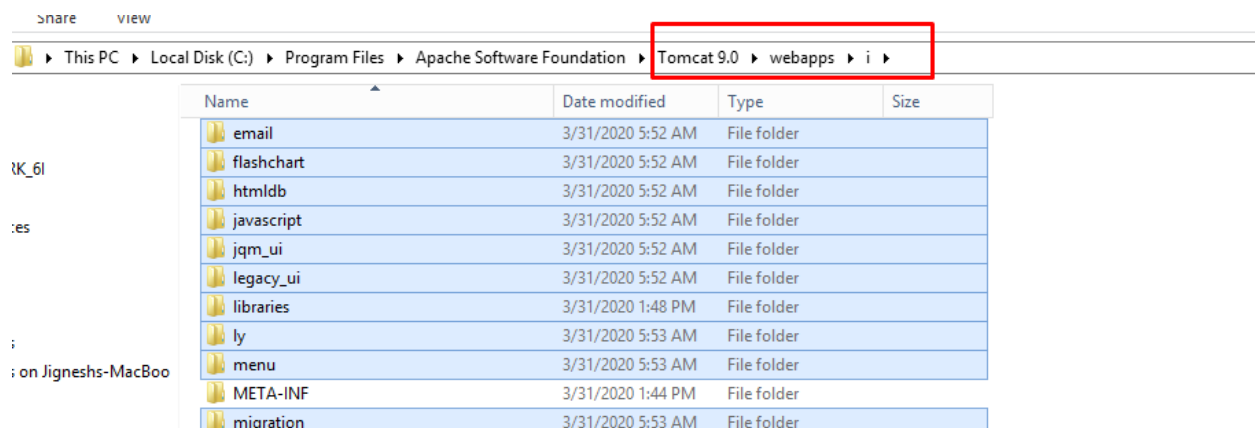 Share View
This PC Local Disk (C:) Program Files Apache Software Foundation Tomcat 9.0 webapps i
Name Date modified Type Size
email 3/31/2020 5:52 AM File folder
flashchart 3/31/2020 5:52 AM File folder
RK_6I
htmldb 3/31/2020 5:52 AM File folder
javascript 3/31/2020 5:52 AM File folder
ces
jqm_ui 3/31/2020 5:52 AM File folder
legacy_ui 3/31/2020 5:52 AM File folder
libraries 3/31/2020 1:48 PM File folder
ly 3/31/2020 5:53 AM File folder
s
menu 3/31/2020 5:53 AM File folder
s on Jigneshs-MacBoo
META-INF 3/31/2020 1:44 PM File folder
migration 3/31/2020 5:53 AM File folder